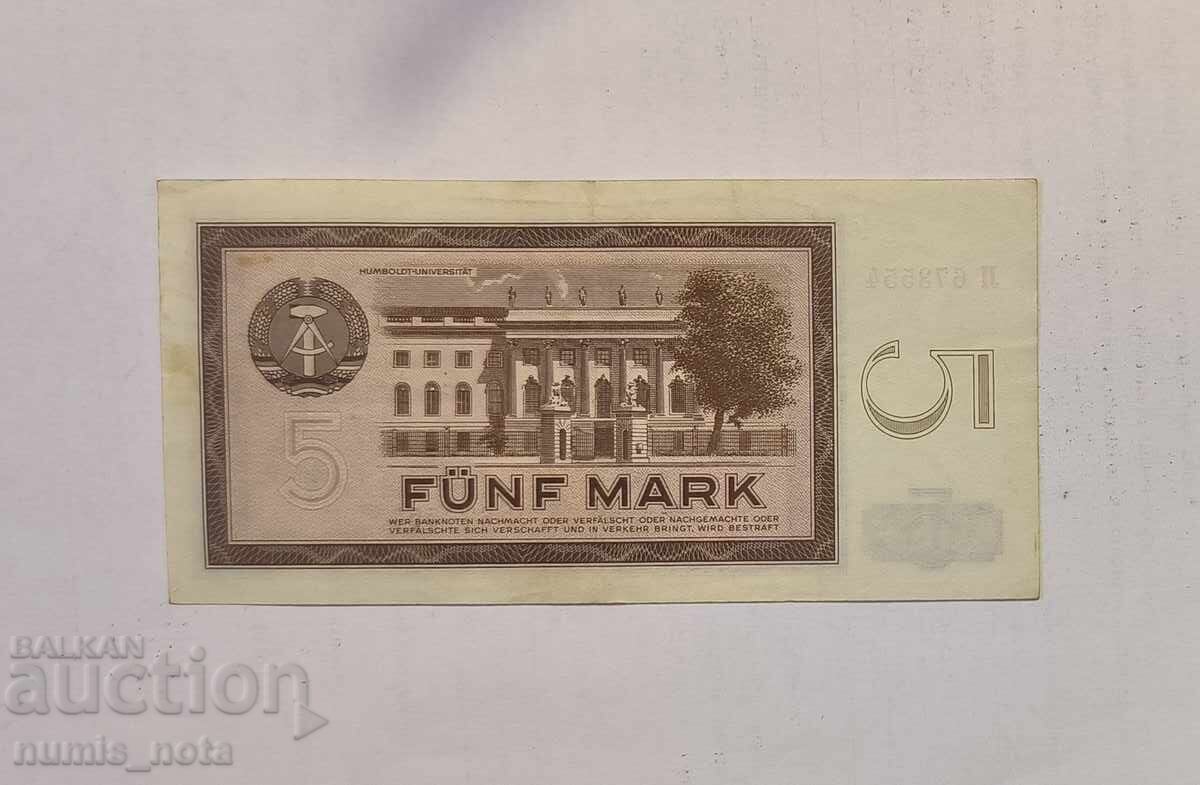 HUMBOLDT-UNIVERSITÄT
5
FÜNF MARK
WER BANKNOTEN NACHMACHT ODER VERFÄLSCHT ODER NACHGEMACHTE ODER
VERFÄLSCHTE SICH VERSCHAFFT UND IN VERKEHR BRINGT, WIRD BESTRAFT
5
BALKAN
auction
numis_nota